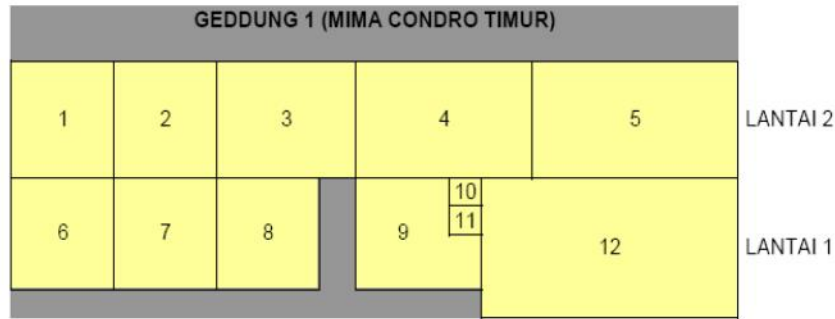 GEDDUNG 1 (MIMA CONDRO TIMUR)
1 2 3 4 5 LANTAI 2
10
6 7 8 9 11 12 LANTAI 1